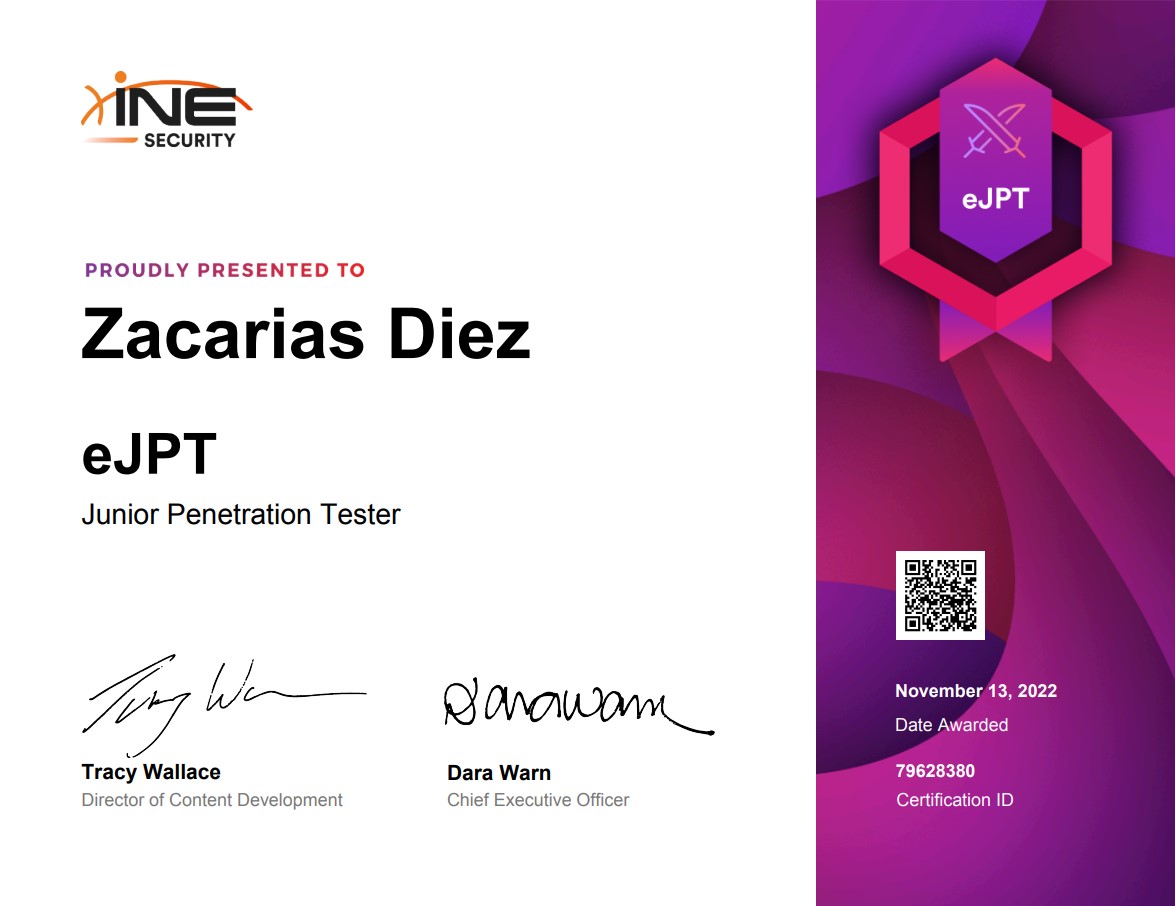 iNE
SECURITY
PROUDLY PRESENTED TO
Zacarias Diez
eJPT
Junior Penetration Tester
Tracy Wallace
Director of Content Development
Dara Warn
Chief Executive Officer
eJPT
November 13, 2022
Date Awarded
79628380
Certification ID